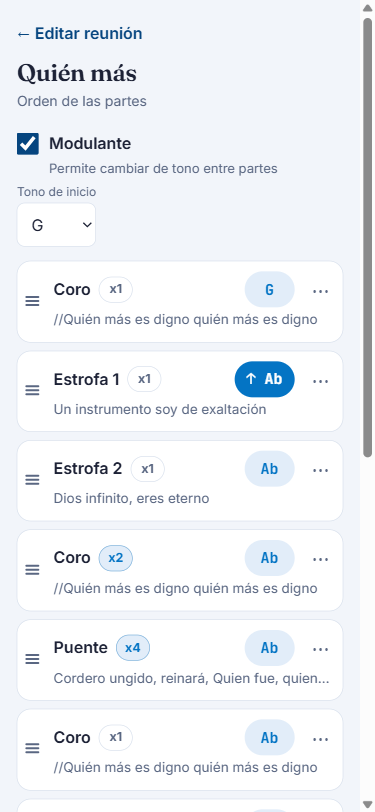 ← Editar reunión
Quién más
Orden de las partes
Modulante
Permite cambiar de tono entre partes
Tono de inicio
G
Coro x1 G ...
//Quién más es digno quién más es digno
Estrofa 1 x1 ↑ Ab ...
Un instrumento soy de exaltación
Estrofa 2 x1 Ab ...
Dios infinito, eres eterno
Coro x2 Ab ...
//Quién más es digno quién más es digno
Puente x4 Ab ...
Cordero ungido, reinará, Quien fue, quien...
Coro x1 Ab ...
//Quién más es digno quién más es digno